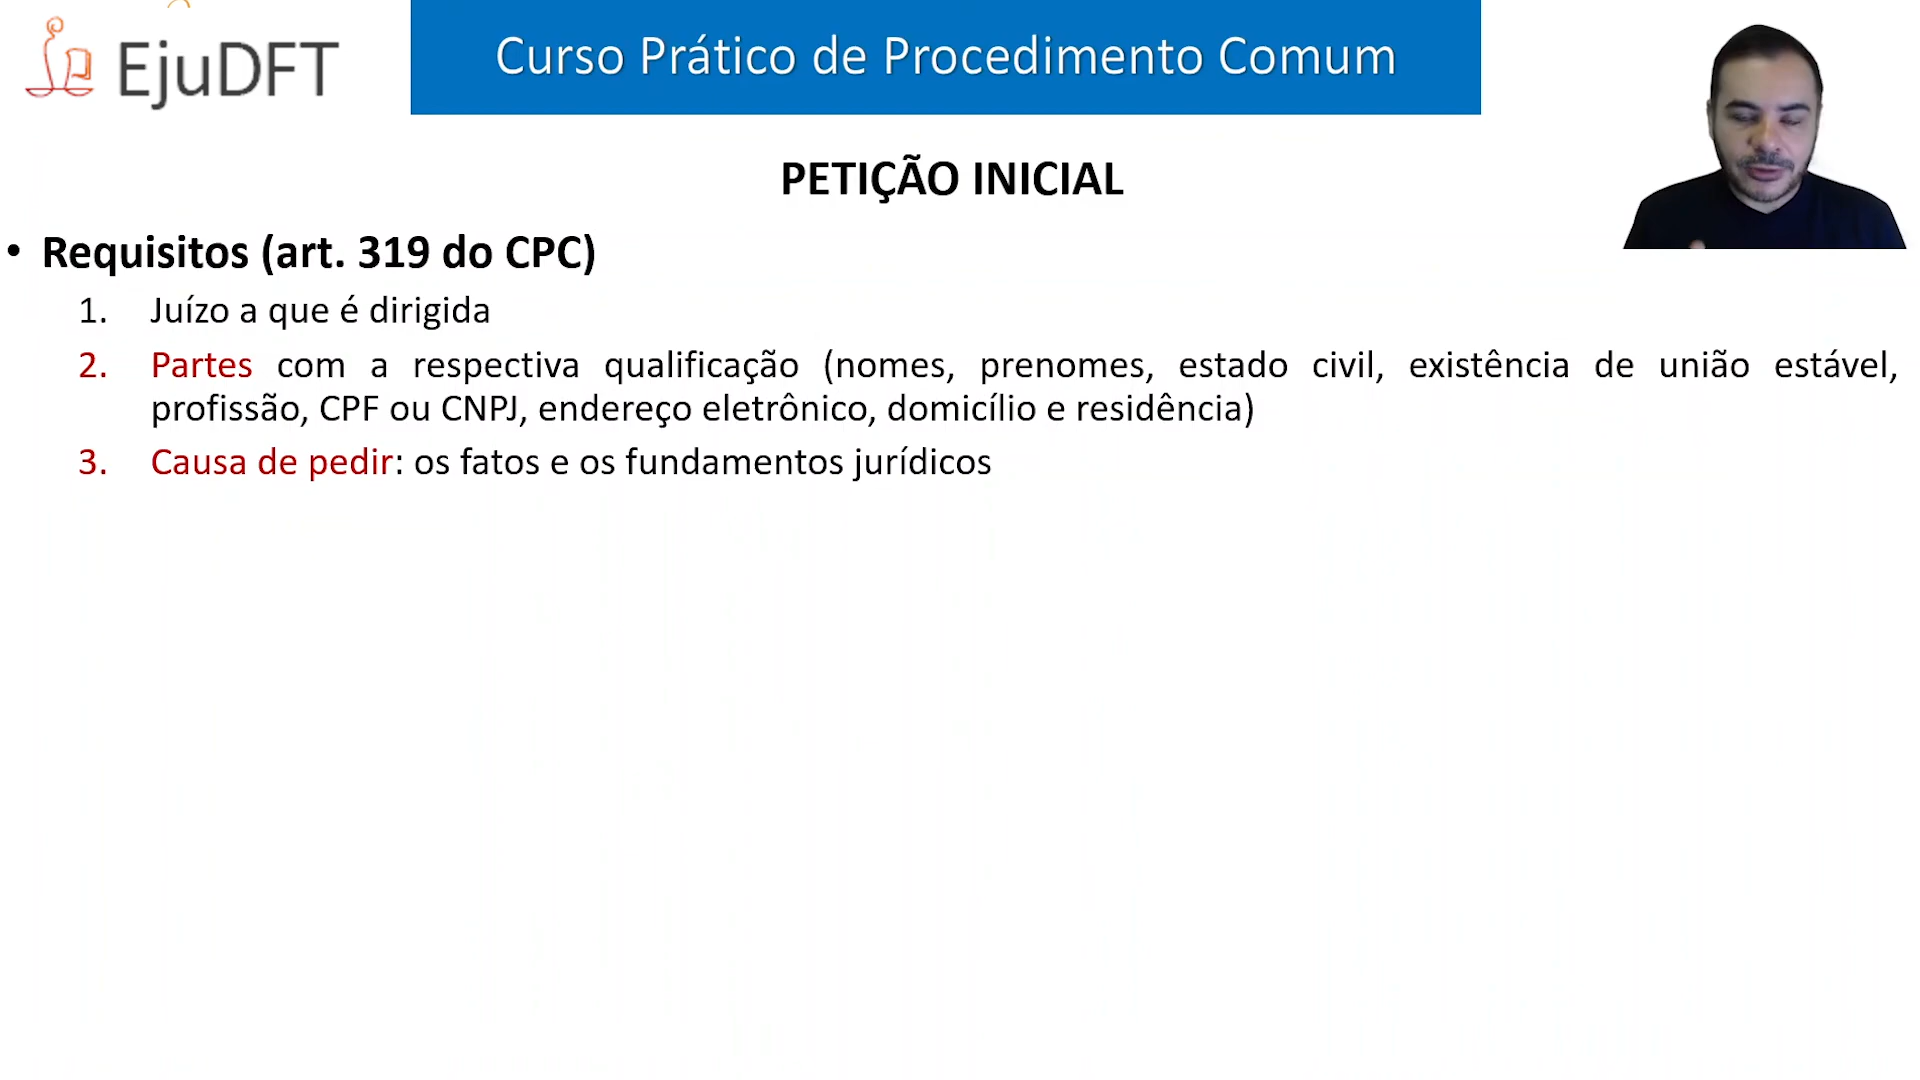 EjuDFT
Curso Prático de Procedimento Comum
PETIÇÃO INICIAL
• Requisitos (art. 319 do CPC)
1. Juízo a que é dirigida
2. Partes com a respectiva qualificação (nomes, prenomes, estado civil, existência de união estável,
profissão, CPF ou CNPJ, endereço eletrônico, domicílio e residência)
3. Causa de pedir: os fatos e os fundamentos jurídicos